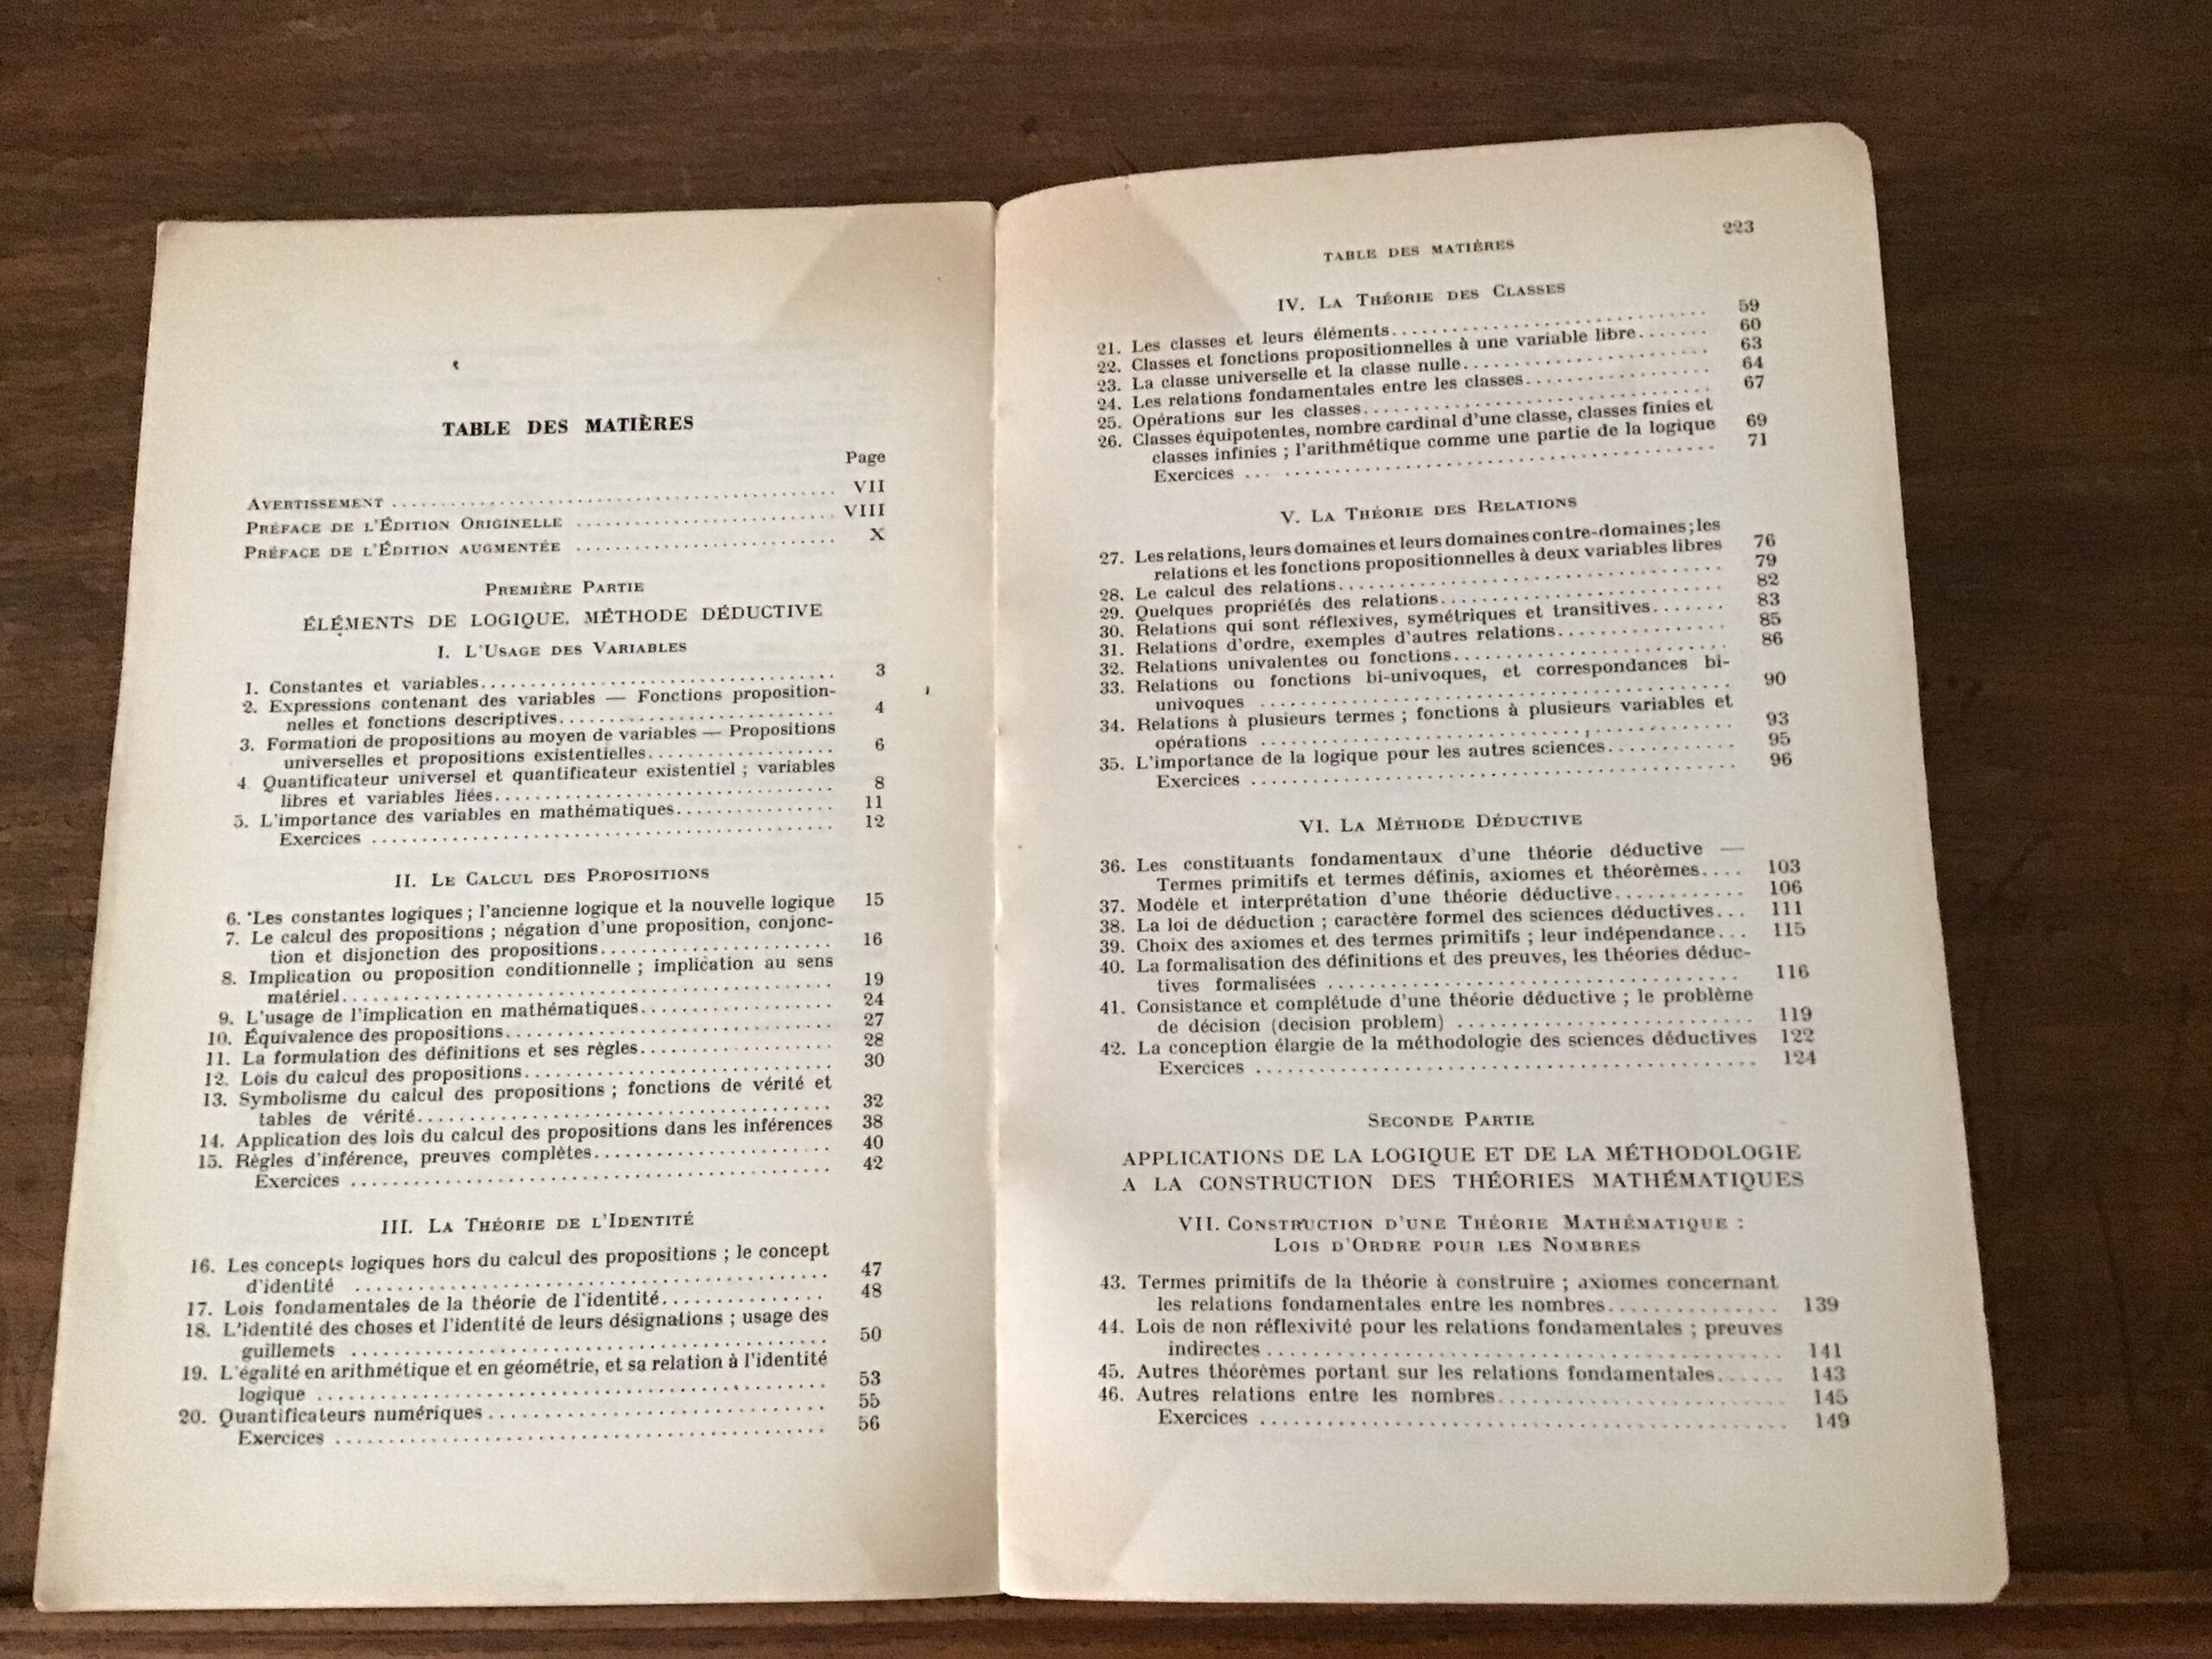 TABLE DES MATIÈRES
Page
AVERTISSEMENT ........ VII
PRÉFACE DE L'ÉDITION ORIGINELLE ........ VIII
PRÉFACE DE L'ÉDITION AUGMENTÉE ........ X
PREMIÈRE PARTIE
ÉLÉMENTS DE LOGIQUE. MÉTHODE DÉDUCTIVE
I. L'USAGE DES VARIABLES
1. Constantes et variables........ 3
2. Expressions contenant des variables — Fonctions proposition-
nelles et fonctions descriptives........ 4
3. Formation de propositions au moyen de variables — Propositions
universelles et propositions existentielles........ 6
4 Quantificateur universel et quantificateur existentiel ; variables
libres et variables liées........ 8
5. L'importance des variables en mathématiques........ 11
Exercices ........ 12
II. LE CALCUL DES PROPOSITIONS
6. Les constantes logiques ; l'ancienne logique et la nouvelle logique 15
7. Le calcul des propositions ; négation d'une proposition, conjonc-
tion et disjonction des propositions........ 16
8. Implication ou proposition conditionnelle ; implication au sens
matériel........ 19
9. L'usage de l'implication en mathématiques........ 24
10. Équivalence des propositions........ 27
11. La formulation des définitions et ses règles........ 28
12. Lois du calcul des propositions........ 30
13. Symbolisme du calcul des propositions ; fonctions de vérité et
tables de vérité........ 32
14. Application des lois du calcul des propositions dans les inférences 38
15. Règles d'inférence, preuves complètes........ 40
Exercices ........ 42
III. LA THÉORIE DE L'IDENTITÉ
16. Les concepts logiques hors du calcul des propositions ; le concept
d'identité ........ 47
17. Lois fondamentales de la théorie de l'identité........ 48
18. L'identité des choses et l'identité de leurs désignations ; usage des
guillemets ........ 50
19. L'égalité en arithmétique et en géométrie, et sa relation à l'identité
logique ........ 53
20. Quantificateurs numériques ........ 55
Exercices ........ 56
223
TABLE DES MATIÈRES
IV. LA THÉORIE DES CLASSES
21. Les classes et leurs éléments........ 59
22. Classes et fonctions propositionnelles à une variable libre....... 60
23. La classe universelle et la classe nulle........ 63
24. Les relations fondamentales entre les classes........ 64
25. Opérations sur les classes........ 67
26. Classes équipotentes, nombre cardinal d'une classe, classes finies et
classes infinies ; l'arithmétique comme une partie de la logique 69
Exercices ........ 71
V. LA THÉORIE DES RELATIONS
27. Les relations, leurs domaines et leurs domaines contre-domaines ; les
relations et les fonctions propositionnelles à deux variables libres 76
28. Le calcul des relations........ 79
29. Quelques propriétés des relations........ 82
30. Relations qui sont réflexives, symétriques et transitives....... 83
31. Relations d'ordre, exemples d'autres relations........ 85
32. Relations univalentes ou fonctions........ 86
33. Relations ou fonctions bi-univoques, et correspondances bi-
univoques ........ 90
34. Relations à plusieurs termes ; fonctions à plusieurs variables et
opérations ........ 93
35. L'importance de la logique pour les autres sciences........ 95
Exercices ........ 96
VI. LA MÉTHODE DÉDUCTIVE
36. Les constituants fondamentaux d'une théorie déductive —
Termes primitifs et termes définis, axiomes et théorèmes.... 103
37. Modèle et interprétation d'une théorie déductive........ 106
38. La loi de déduction ; caractère formel des sciences déductives... 111
39. Choix des axiomes et des termes primitifs ; leur indépendance... 115
40. La formalisation des définitions et des preuves, les théories déduc-
tives formalisées ........ 116
41. Consistance et complétude d'une théorie déductive ; le problème
de décision (decision problem) ........ 119
42. La conception élargie de la méthodologie des sciences déductives 122
Exercices ........ 124
SECONDE PARTIE
APPLICATIONS DE LA LOGIQUE ET DE LA MÉTHODOLOGIE
A LA CONSTRUCTION DES THÉORIES MATHÉMATIQUES
VII. CONSTRUCTION D'UNE THÉORIE MATHÉMATIQUE :
LOIS D'ORDRE POUR LES NOMBRES
43. Termes primitifs de la théorie à construire ; axiomes concernant
les relations fondamentales entre les nombres........ 139
44. Lois de non réflexivité pour les relations fondamentales ; preuves
indirectes ........ 141
45. Autres théorèmes portant sur les relations fondamentales...... 143
46. Autres relations entre les nombres........ 145
Exercices ........ 149